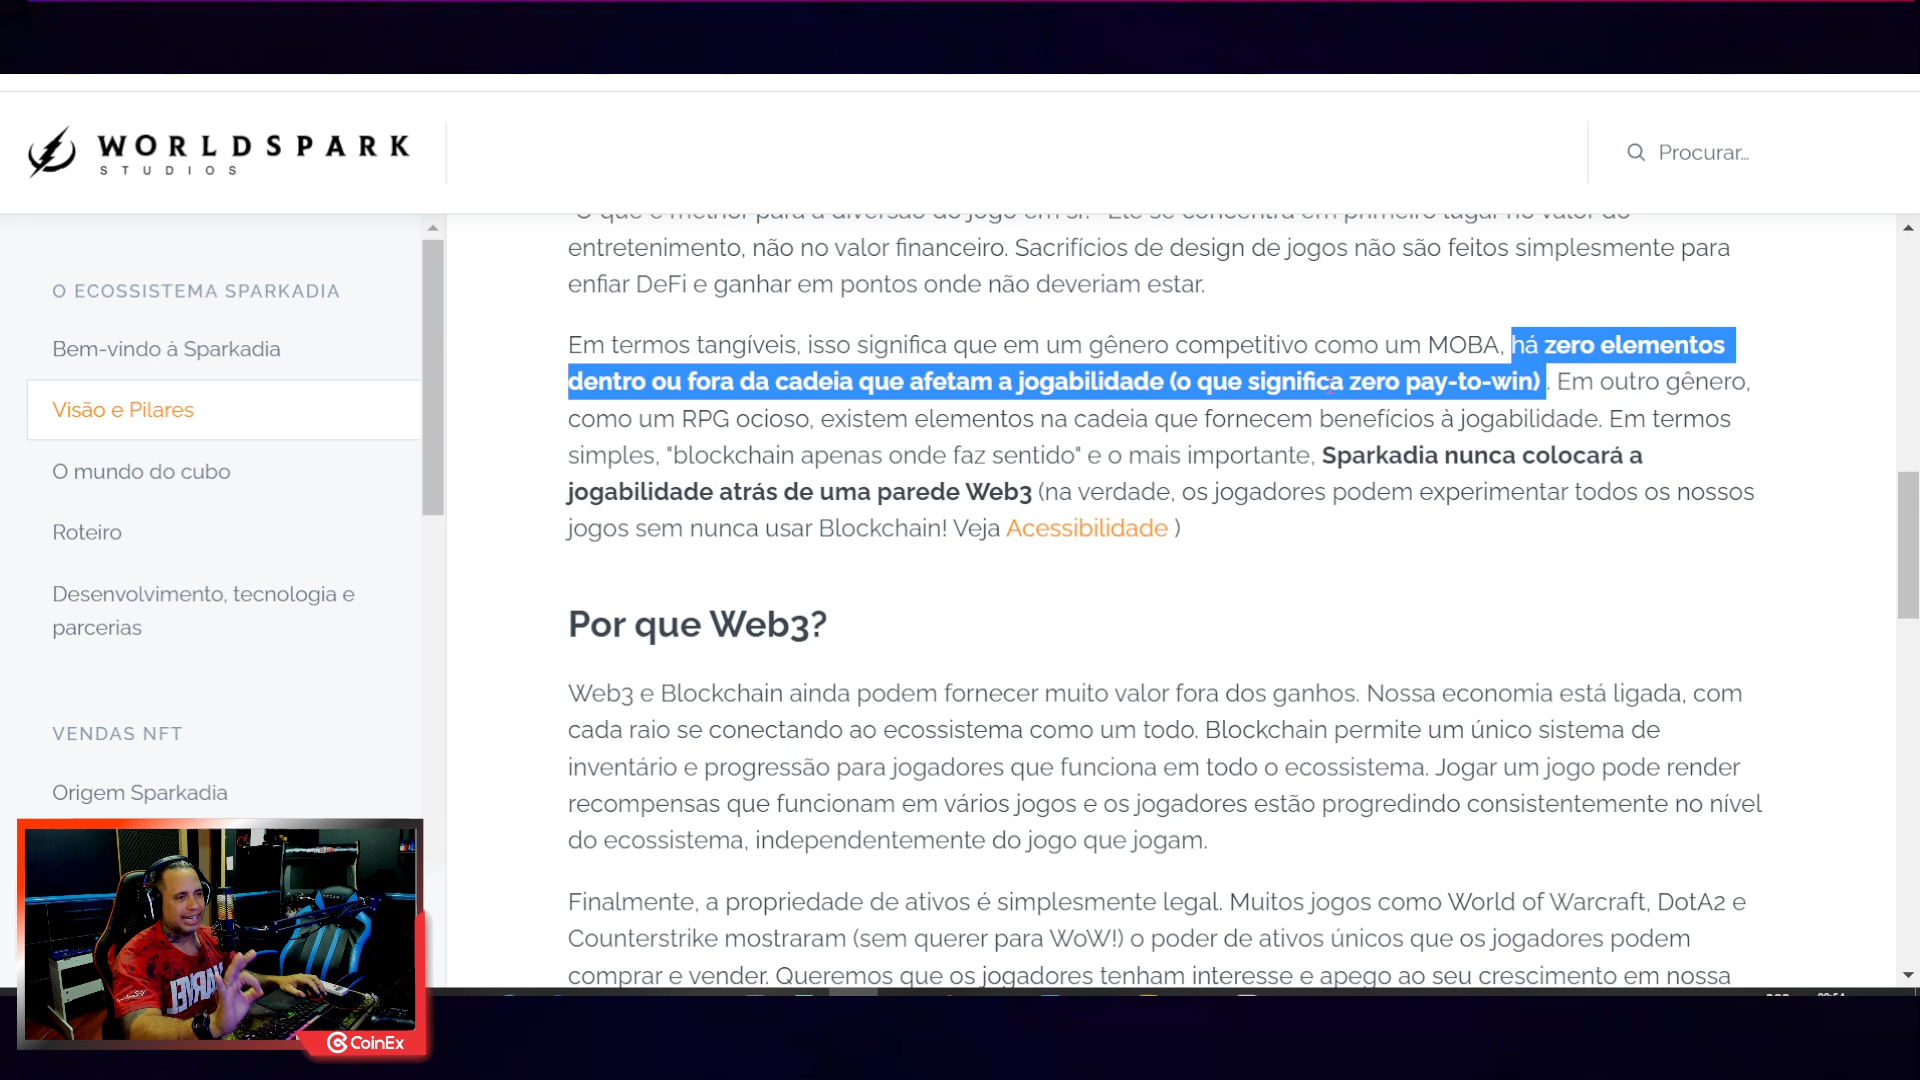 WORLDSPARK
STUDIOS
Procurar...
O ECOSSISTEMA SPARKADIA
Bem-vindo à Sparkadia
Visão e Pilares
O mundo do cubo
Roteiro
Desenvolvimento, tecnologia e
parcerias
VENDAS NFT
Origem Sparkadia
entretenimento, não no valor financeiro. Sacrifícios de design de jogos não são feitos simplesmente para
enfiar DeFi e ganhar em pontos onde não deveriam estar.
Em termos tangíveis, isso significa que em um gênero competitivo como um MOBA, há zero elementos
dentro ou fora da cadeia que afetam a jogabilidade (o que significa zero pay-to-win) . Em outro gênero,
como um RPG ocioso, existem elementos na cadeia que fornecem benefícios à jogabilidade. Em termos
simples, "blockchain apenas onde faz sentido" e o mais importante, Sparkadia nunca colocará a
jogabilidade atrás de uma parede Web3 (na verdade, os jogadores podem experimentar todos os nossos
jogos sem nunca usar Blockchain! Veja Acessibilidade )
Por que Web3?
Web3 e Blockchain ainda podem fornecer muito valor fora dos ganhos. Nossa economia está ligada, com
cada raio se conectando ao ecossistema como um todo. Blockchain permite um único sistema de
inventário e progressão para jogadores que funciona em todo o ecossistema. Jogar um jogo pode render
recompensas que funcionam em vários jogos e os jogadores estão progredindo consistentemente no nível
do ecossistema, independentemente do jogo que jogam.
Finalmente, a propriedade de ativos é simplesmente legal. Muitos jogos como World of Warcraft, DotA2 e
Counterstrike mostraram (sem querer para WoW!) o poder de ativos únicos que os jogadores podem
comprar e vender. Queremos que os jogadores tenham interesse e apego ao seu crescimento em nossa
CoinEx